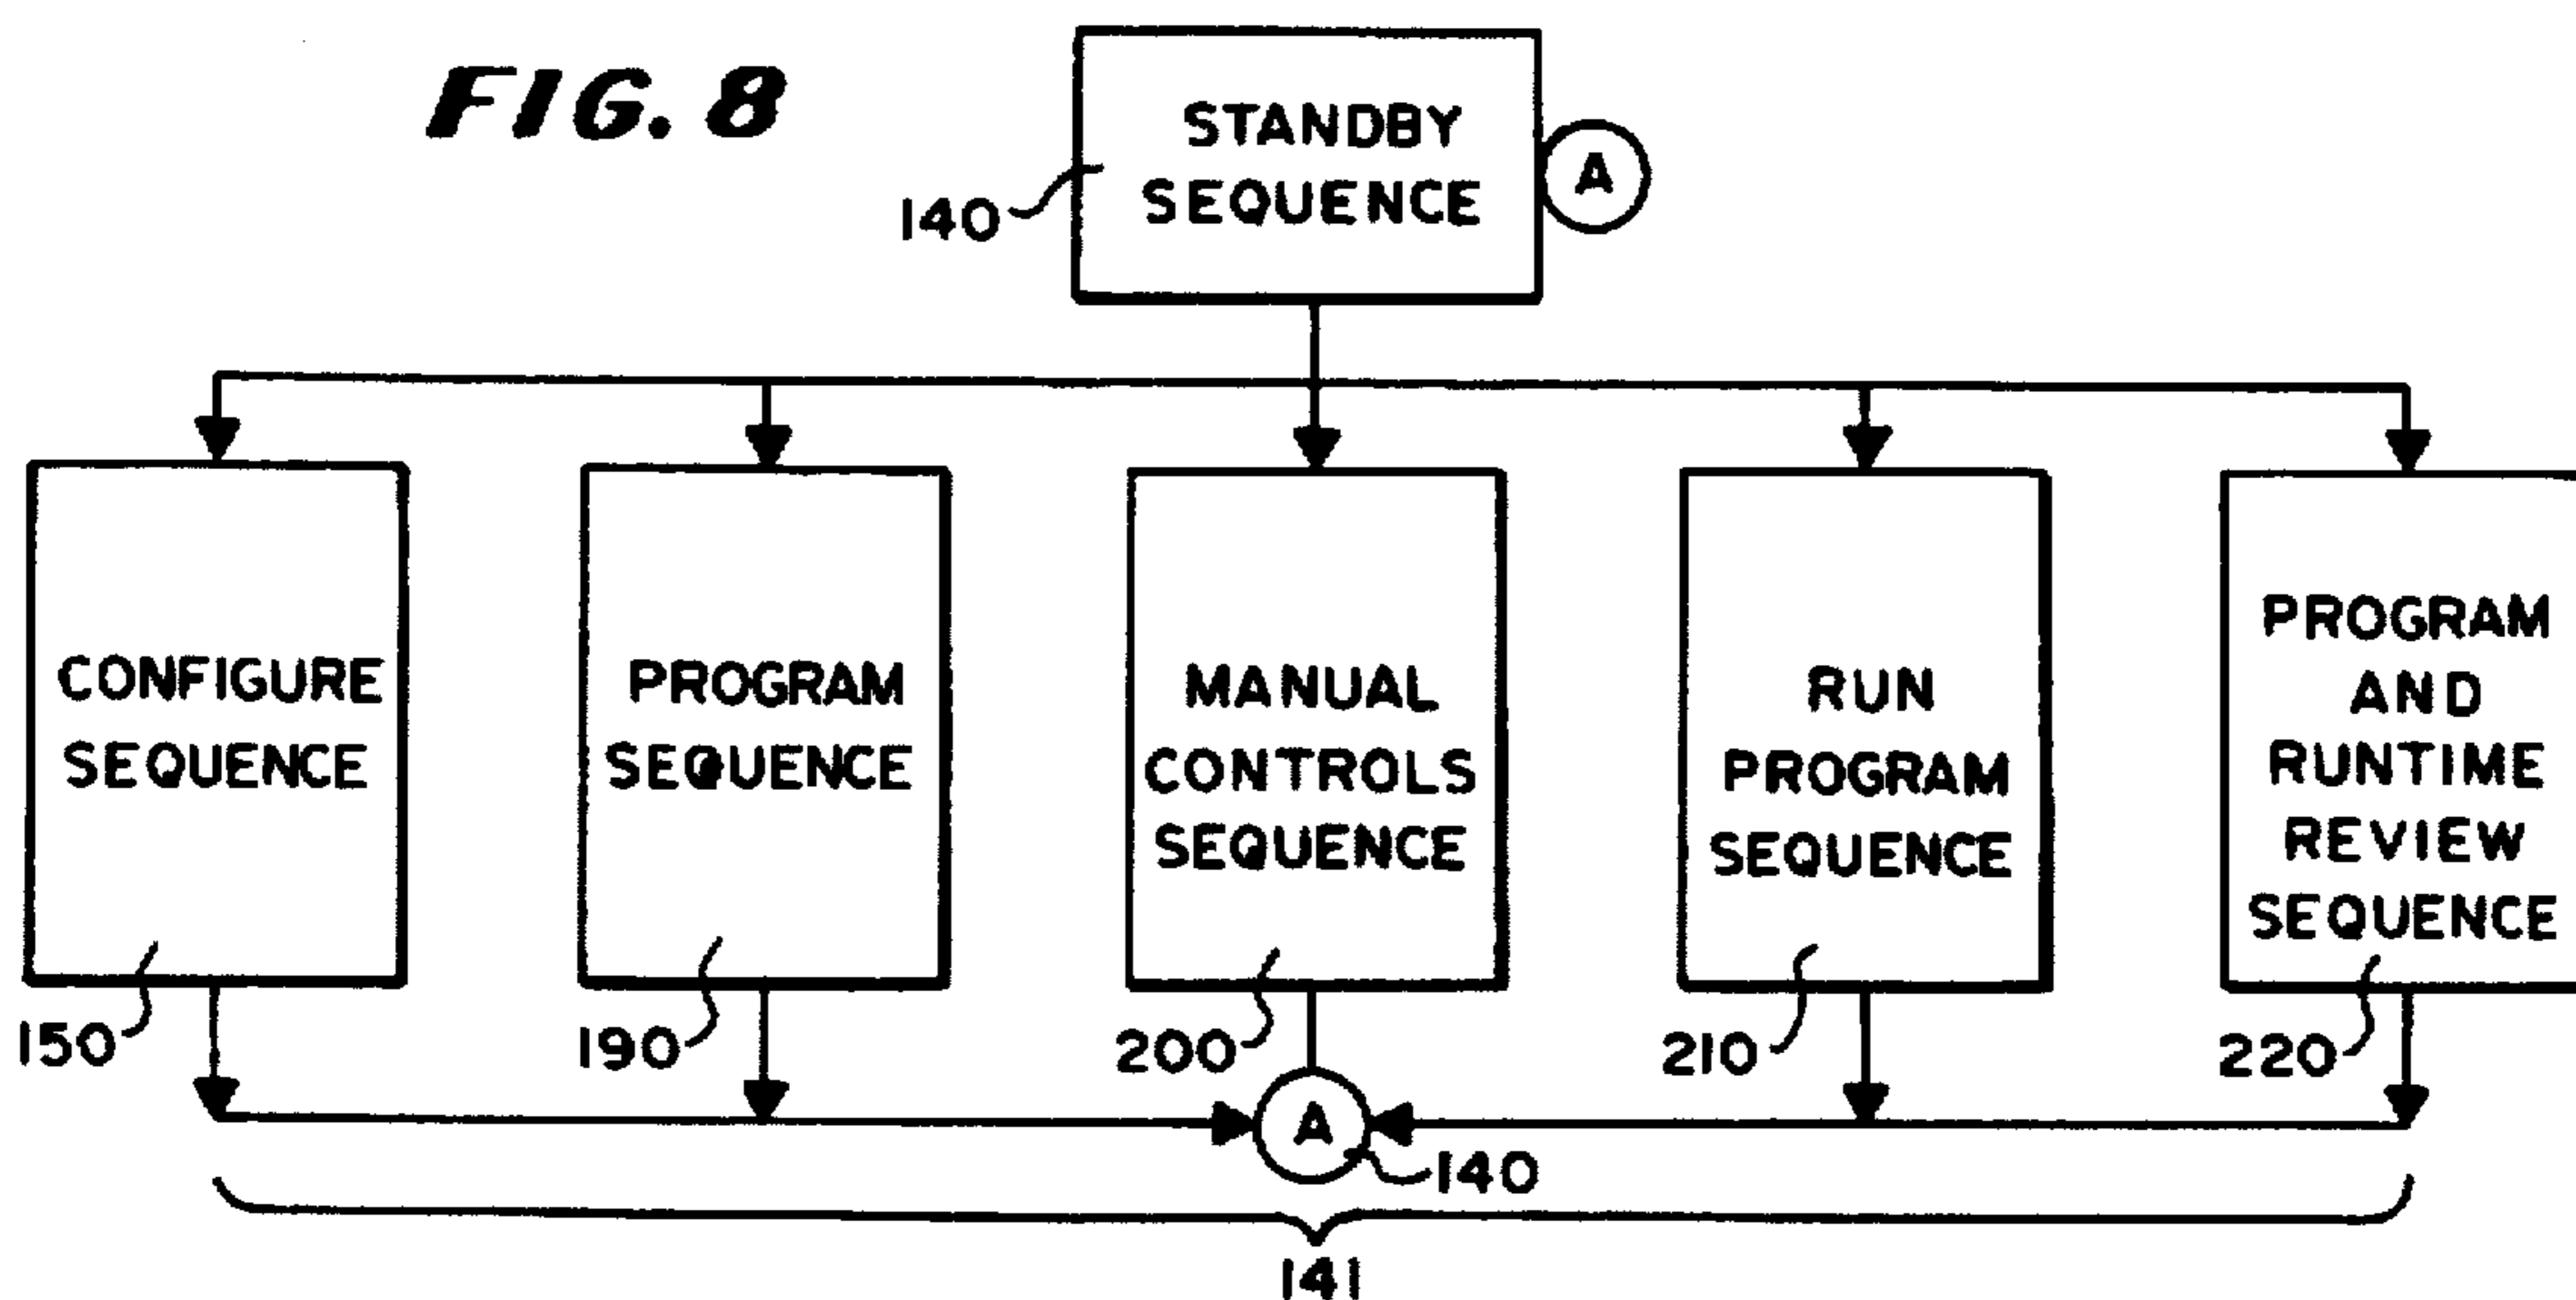 FIG. 8
STANDBY
SEQUENCE
A
140
CONFIGURE
SEQUENCE
150
PROGRAM
SEQUENCE
190
MANUAL
CONTROLS
SEQUENCE
200
RUN
PROGRAM
SEQUENCE
210
PROGRAM
AND
RUNTIME
REVIEW
SEQUENCE
220
A
140
141